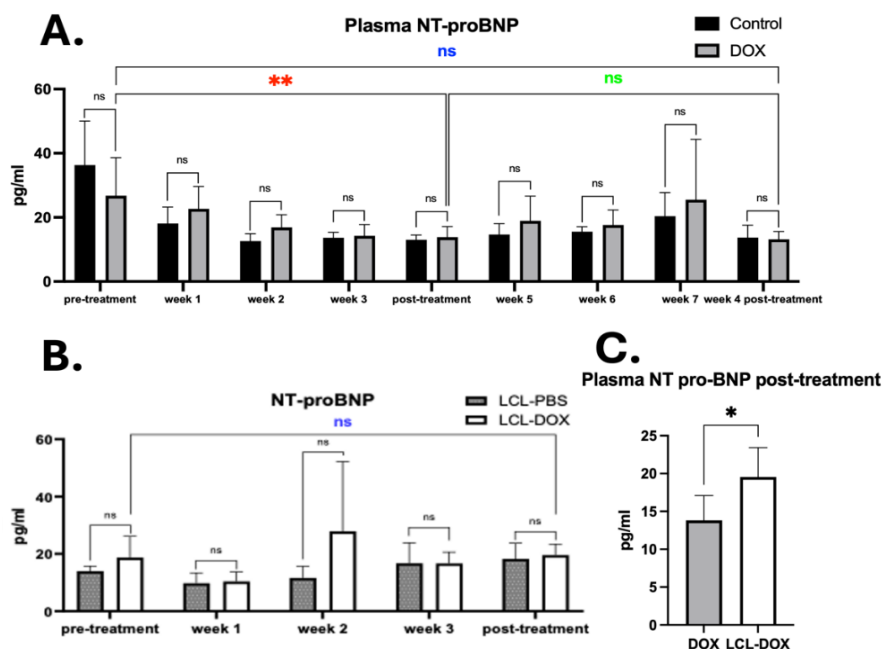 A.
Plasma NT-proBNP
Control
DOX
ns
**
ns
60
40
20
0
pg/ml
ns
ns
ns
ns
ns
ns
ns
ns
ns
pre-treatment
week 1
week 2
week 3
post-treatment
week 5
week 6
week 7
week 4 post-treatment
B.
NT-proBNP
LCL-PBS
LCL-DOX
ns
60
40
20
0
pg/ml
ns
ns
ns
ns
ns
pre-treatment
week 1
week 2
week 3
post-treatment
C.
Plasma NT pro-BNP post-treatment
*
25
20
15
10
5
0
pg/ml
DOX
LCL-DOX